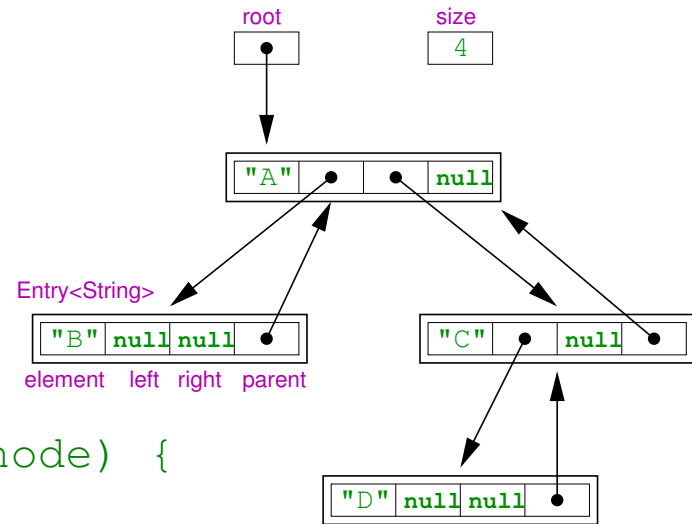 root size
4
"A" null
Entry<String>
"B" null null
"C" null
element left right parent
node) {
"D" null null